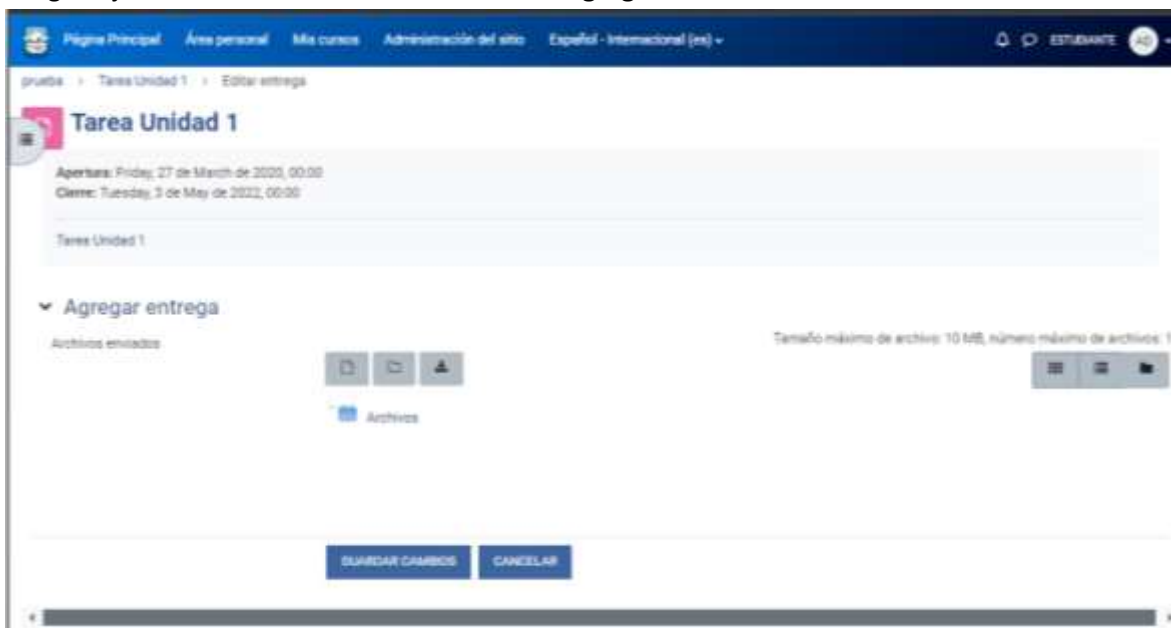 Página Principal Área personal Mis cursos Administración del sitio Español - Internacional (es) ESTUDIANTE AD
prueba > Tarea Unidad 1 > Editar entrega
Tarea Unidad 1
Apertura: Friday, 27 de March de 2020, 00:00
Cierre: Tuesday, 3 de May de 2022, 00:00
Tarea Unidad 1
Agregar entrega
Archivos enviados
Tamaño máximo de archivo: 10 MB, número máximo de archivos: 1
Archivos
GUARDAR CAMBIOS CANCELAR